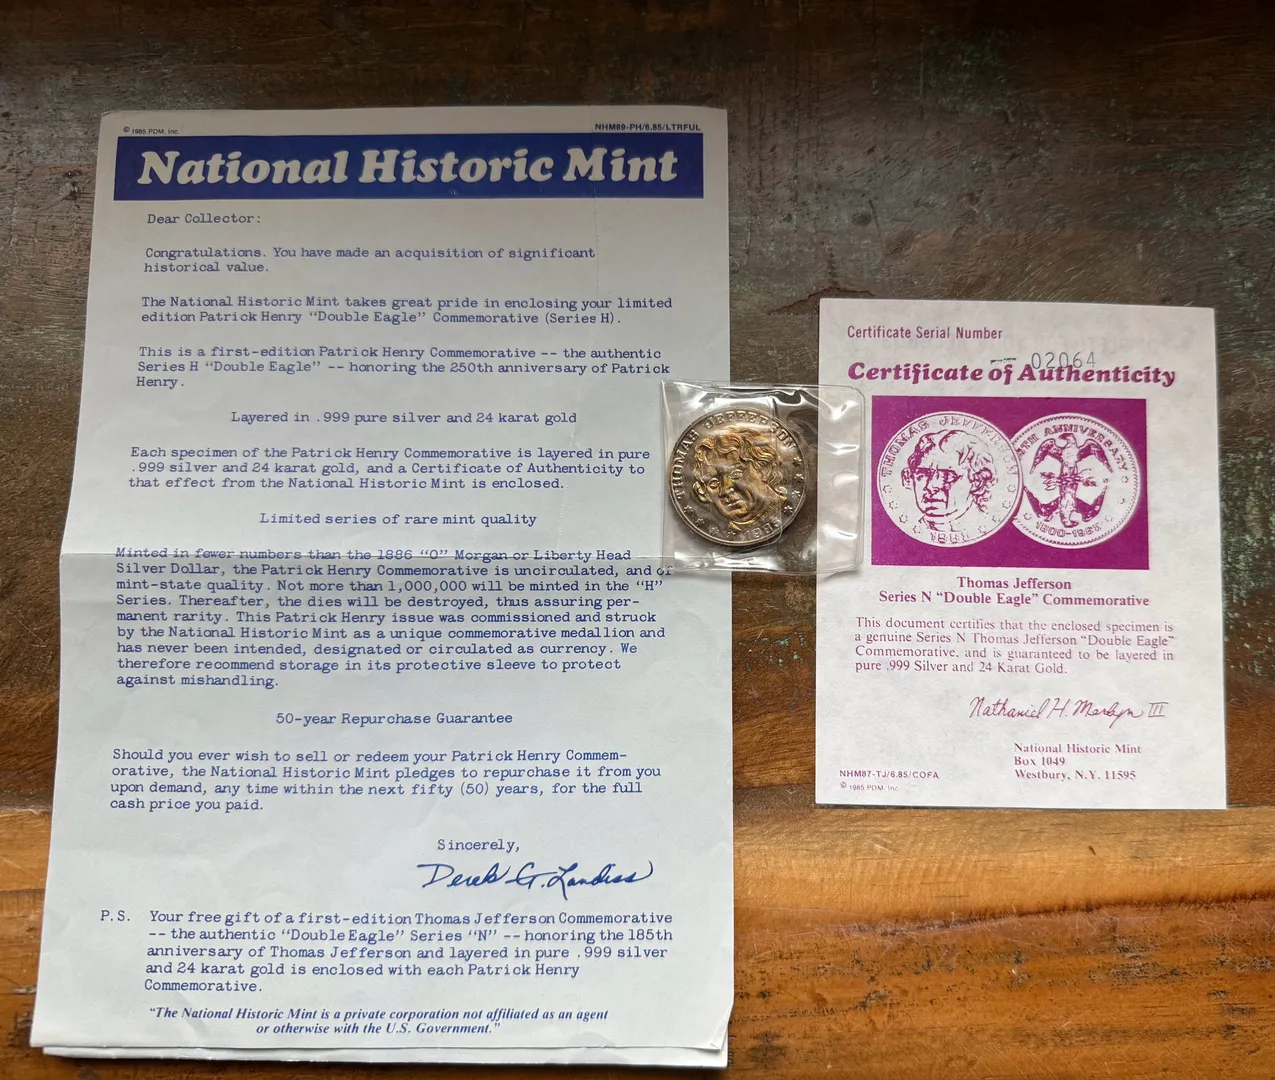 © 1985 PDM, Inc.
NHM89-PH/6.85/LTRFUL
National Historic Mint
Dear Collector:
Congratulations. You have made an acquisition of significant
historical value.
The National Historic Mint takes great pride in enclosing your limited
edition Patrick Henry "Double Eagle" Commemorative (Series H).
This is a first-edition Patrick Henry Commemorative -- the authentic
Series H "Double Eagle" -- honoring the 250th anniversary of Patrick
Henry.
Layered in .999 pure silver and 24 karat gold
Each specimen of the Patrick Henry Commemorative is layered in pure
.999 silver and 24 karat gold, and a Certificate of Authenticity to
that effect from the National Historic Mint is enclosed.
Limited series of rare mint quality
Minted in fewer numbers than the 1886 "O" Morgan or Liberty Head
Silver Dollar, the Patrick Henry Commemorative is uncirculated, and of
mint-state quality. Not more than 1,000,000 will be minted in the "H"
Series. Thereafter, the dies will be destroyed, thus assuring per-
manent rarity. This Patrick Henry issue was commissioned and struck
by the National Historic Mint as a unique commemorative medallion and
has never been intended, designated or circulated as currency. We
therefore recommend storage in its protective sleeve to protect
against mishandling.
50-year Repurchase Guarantee
Should you ever wish to sell or redeem your Patrick Henry Commem-
orative, the National Historic Mint pledges to repurchase it from you
upon demand, any time within the next fifty (50) years, for the full
cash price you paid.
Sincerely,
Derek G. Landiss
P.S. Your free gift of a first-edition Thomas Jefferson Commemorative
-- the authentic "Double Eagle" Series "N" -- honoring the 185th
anniversary of Thomas Jefferson and layered in pure .999 silver
and 24 karat gold is enclosed with each Patrick Henry
Commemorative.
"The National Historic Mint is a private corporation not affiliated as an agent
or otherwise with the U.S. Government."
THOMAS JEFFERSON
1985
Certificate Serial Number
02064
Certificate of Authenticity
THOMAS JEFFERSON
1985
TH ANNIVERSARY
1800-1985
Thomas Jefferson
Series N "Double Eagle" Commemorative
This document certifies that the enclosed specimen is
a genuine Series N Thomas Jefferson "Double Eagle"
Commemorative, and is guaranteed to be layered in
pure .999 Silver and 24 Karat Gold.
Nathaniel H. III
National Historic Mint
Box 1049
Westbury, N.Y. 11595
NHM87-TJ/6.85/COFA
© 1985 PDM, Inc.